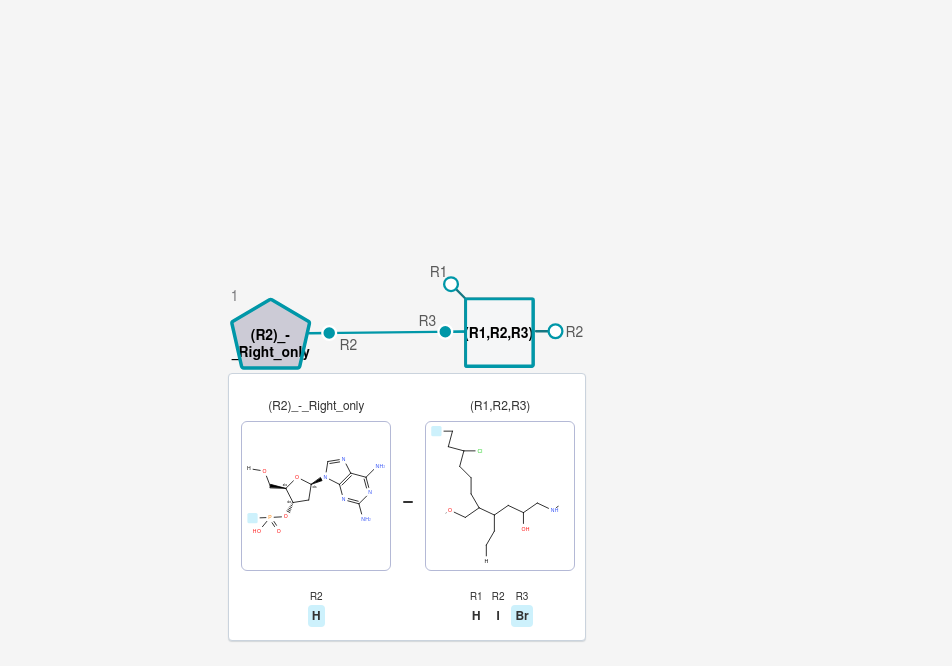 R1
1
R3
(R2)_-
_Right_only
R2
(R1,R2,R3)
R2
(R2)_-_Right_only
(R1,R2,R3)
H
O
O
N
N
N
N
NH₂
NH₂
P
O
HO
O
Cl
O
OH
NH
H
–
R2
H
R1 R2 R3
H I Br